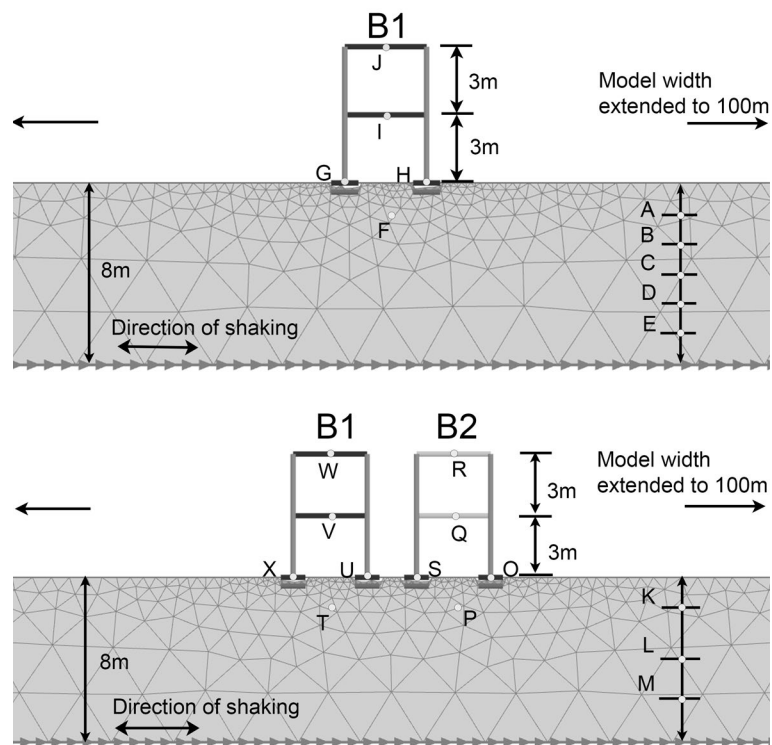 B1
J
3m
Model width
extended to 100m
I
3m
G
H
A
F
B
8m
C
D
Direction of shaking
E
B1
B2
W
R
3m
Model width
extended to 100m
V
Q
3m
X
U
S
O
K
T
P
L
8m
M
Direction of shaking